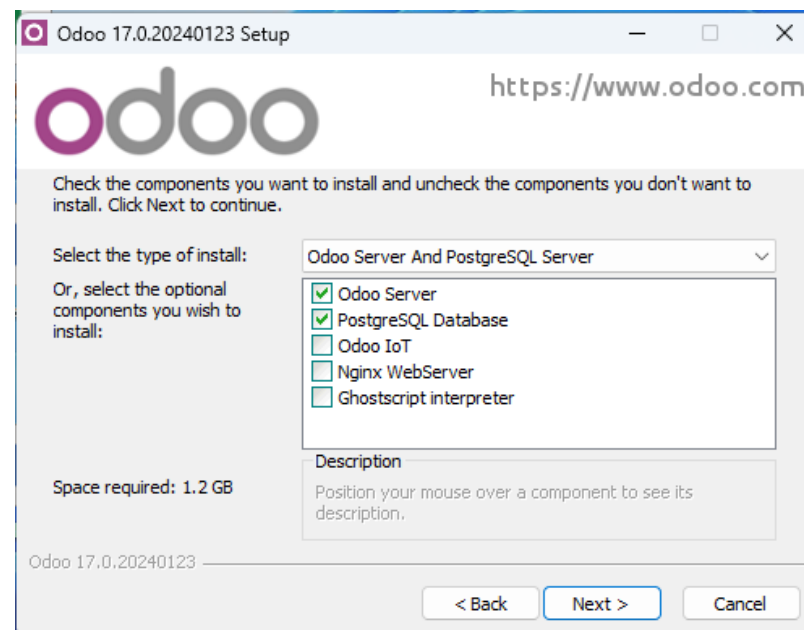 Odoo 17.0.20240123 Setup
odoo
https://www.odoo.com
Check the components you want to install and uncheck the components you don't want to
install. Click Next to continue.
Select the type of install:
Odoo Server And PostgreSQL Server
Or, select the optional
components you wish to
install:
Odoo Server
PostgreSQL Database
Odoo IoT
Nginx WebServer
Ghostscript interpreter
Space required: 1.2 GB
Description
Position your mouse over a component to see its
description.
Odoo 17.0.20240123
< Back
Next >
Cancel